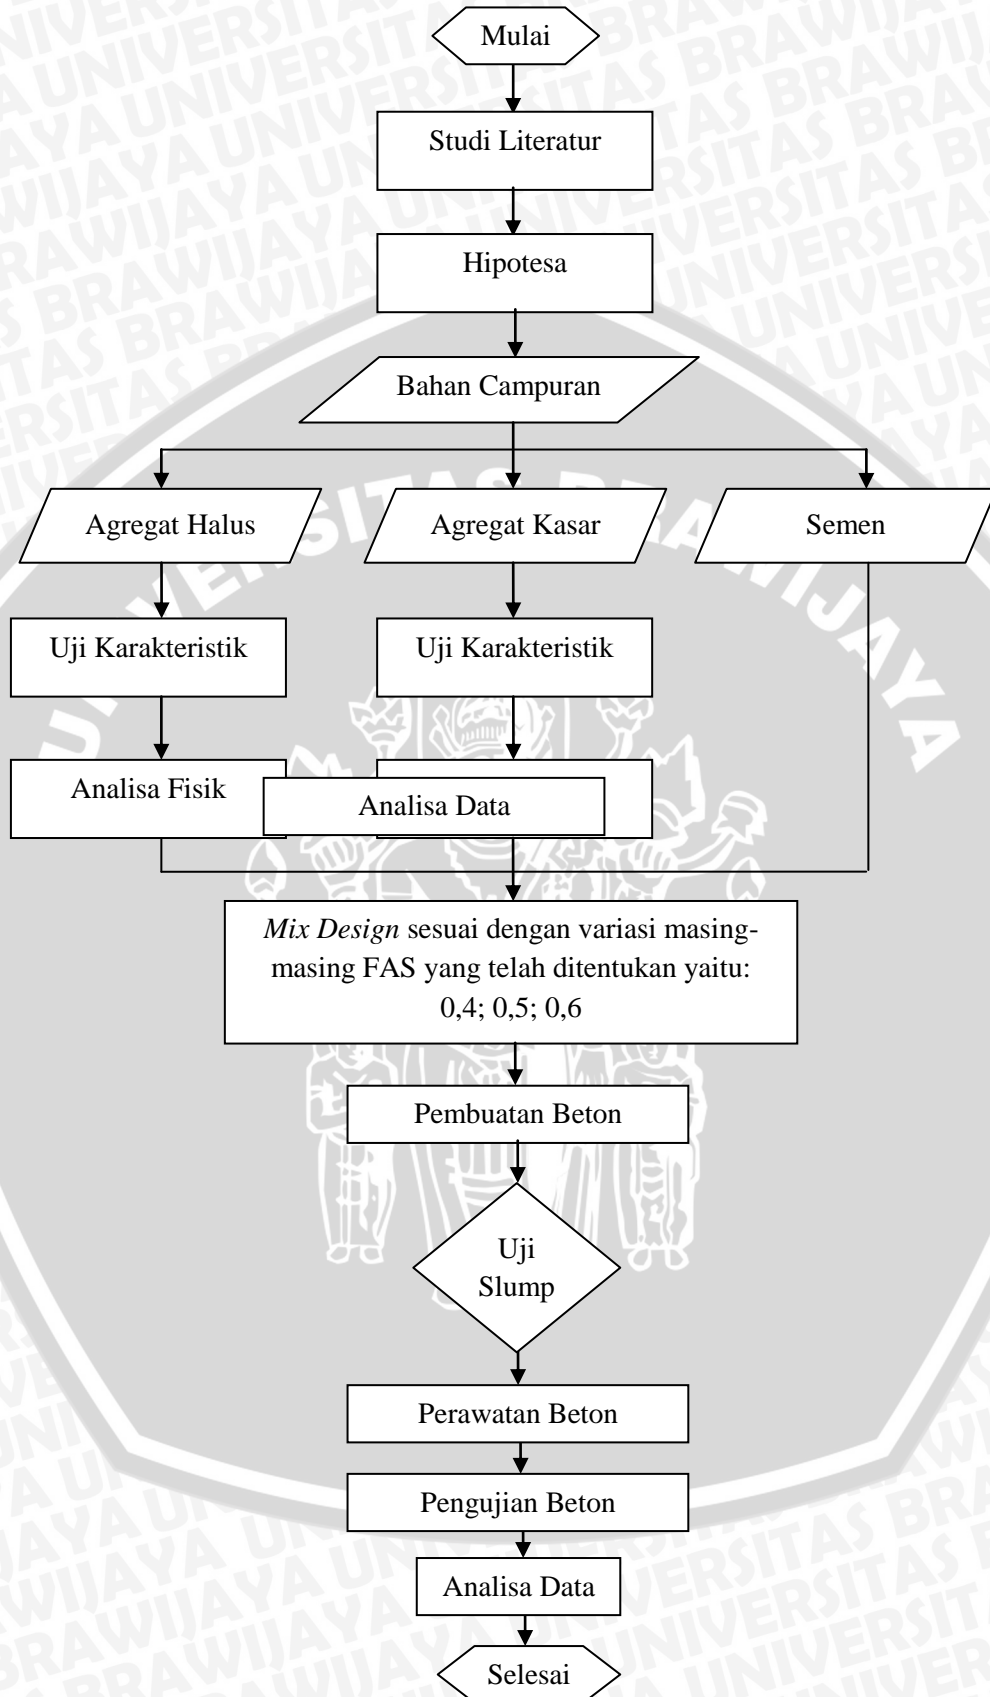 Mulai
Studi Literatur
Hipotesa
Bahan Campuran
Agregat Halus
Agregat Kasar
Semen
Uji Karakteristik
Uji Karakteristik
Analisa Fisik
Analisa Data
Mix Design sesuai dengan variasi masing-
masing FAS yang telah ditentukan yaitu:
0,4; 0,5; 0,6
Pembuatan Beton
Uji
Slump
Perawatan Beton
Pengujian Beton
Analisa Data
Selesai
UNIVERSITAS BRAWIJAYA